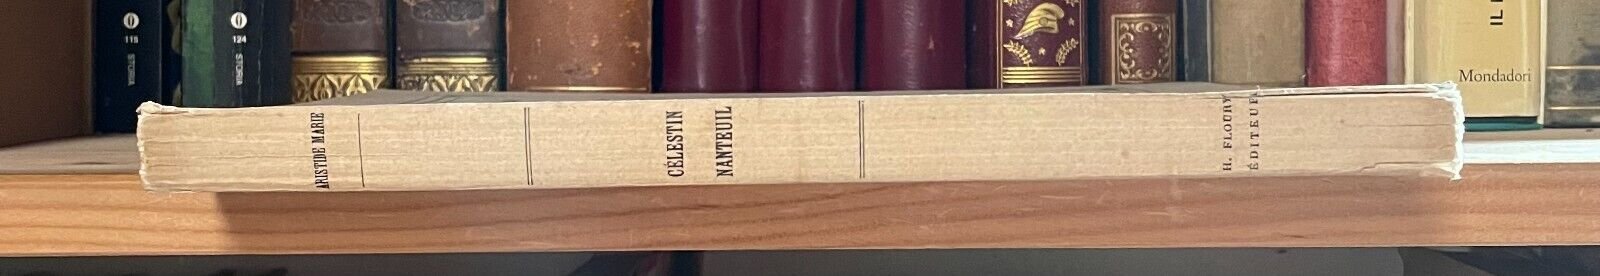 115
STORIA
124
STORIA
ARISTIDE MARIE
CÉLESTIN
NANTEUIL
H. FLOURY
ÉDITEUR
IL
Mondadori